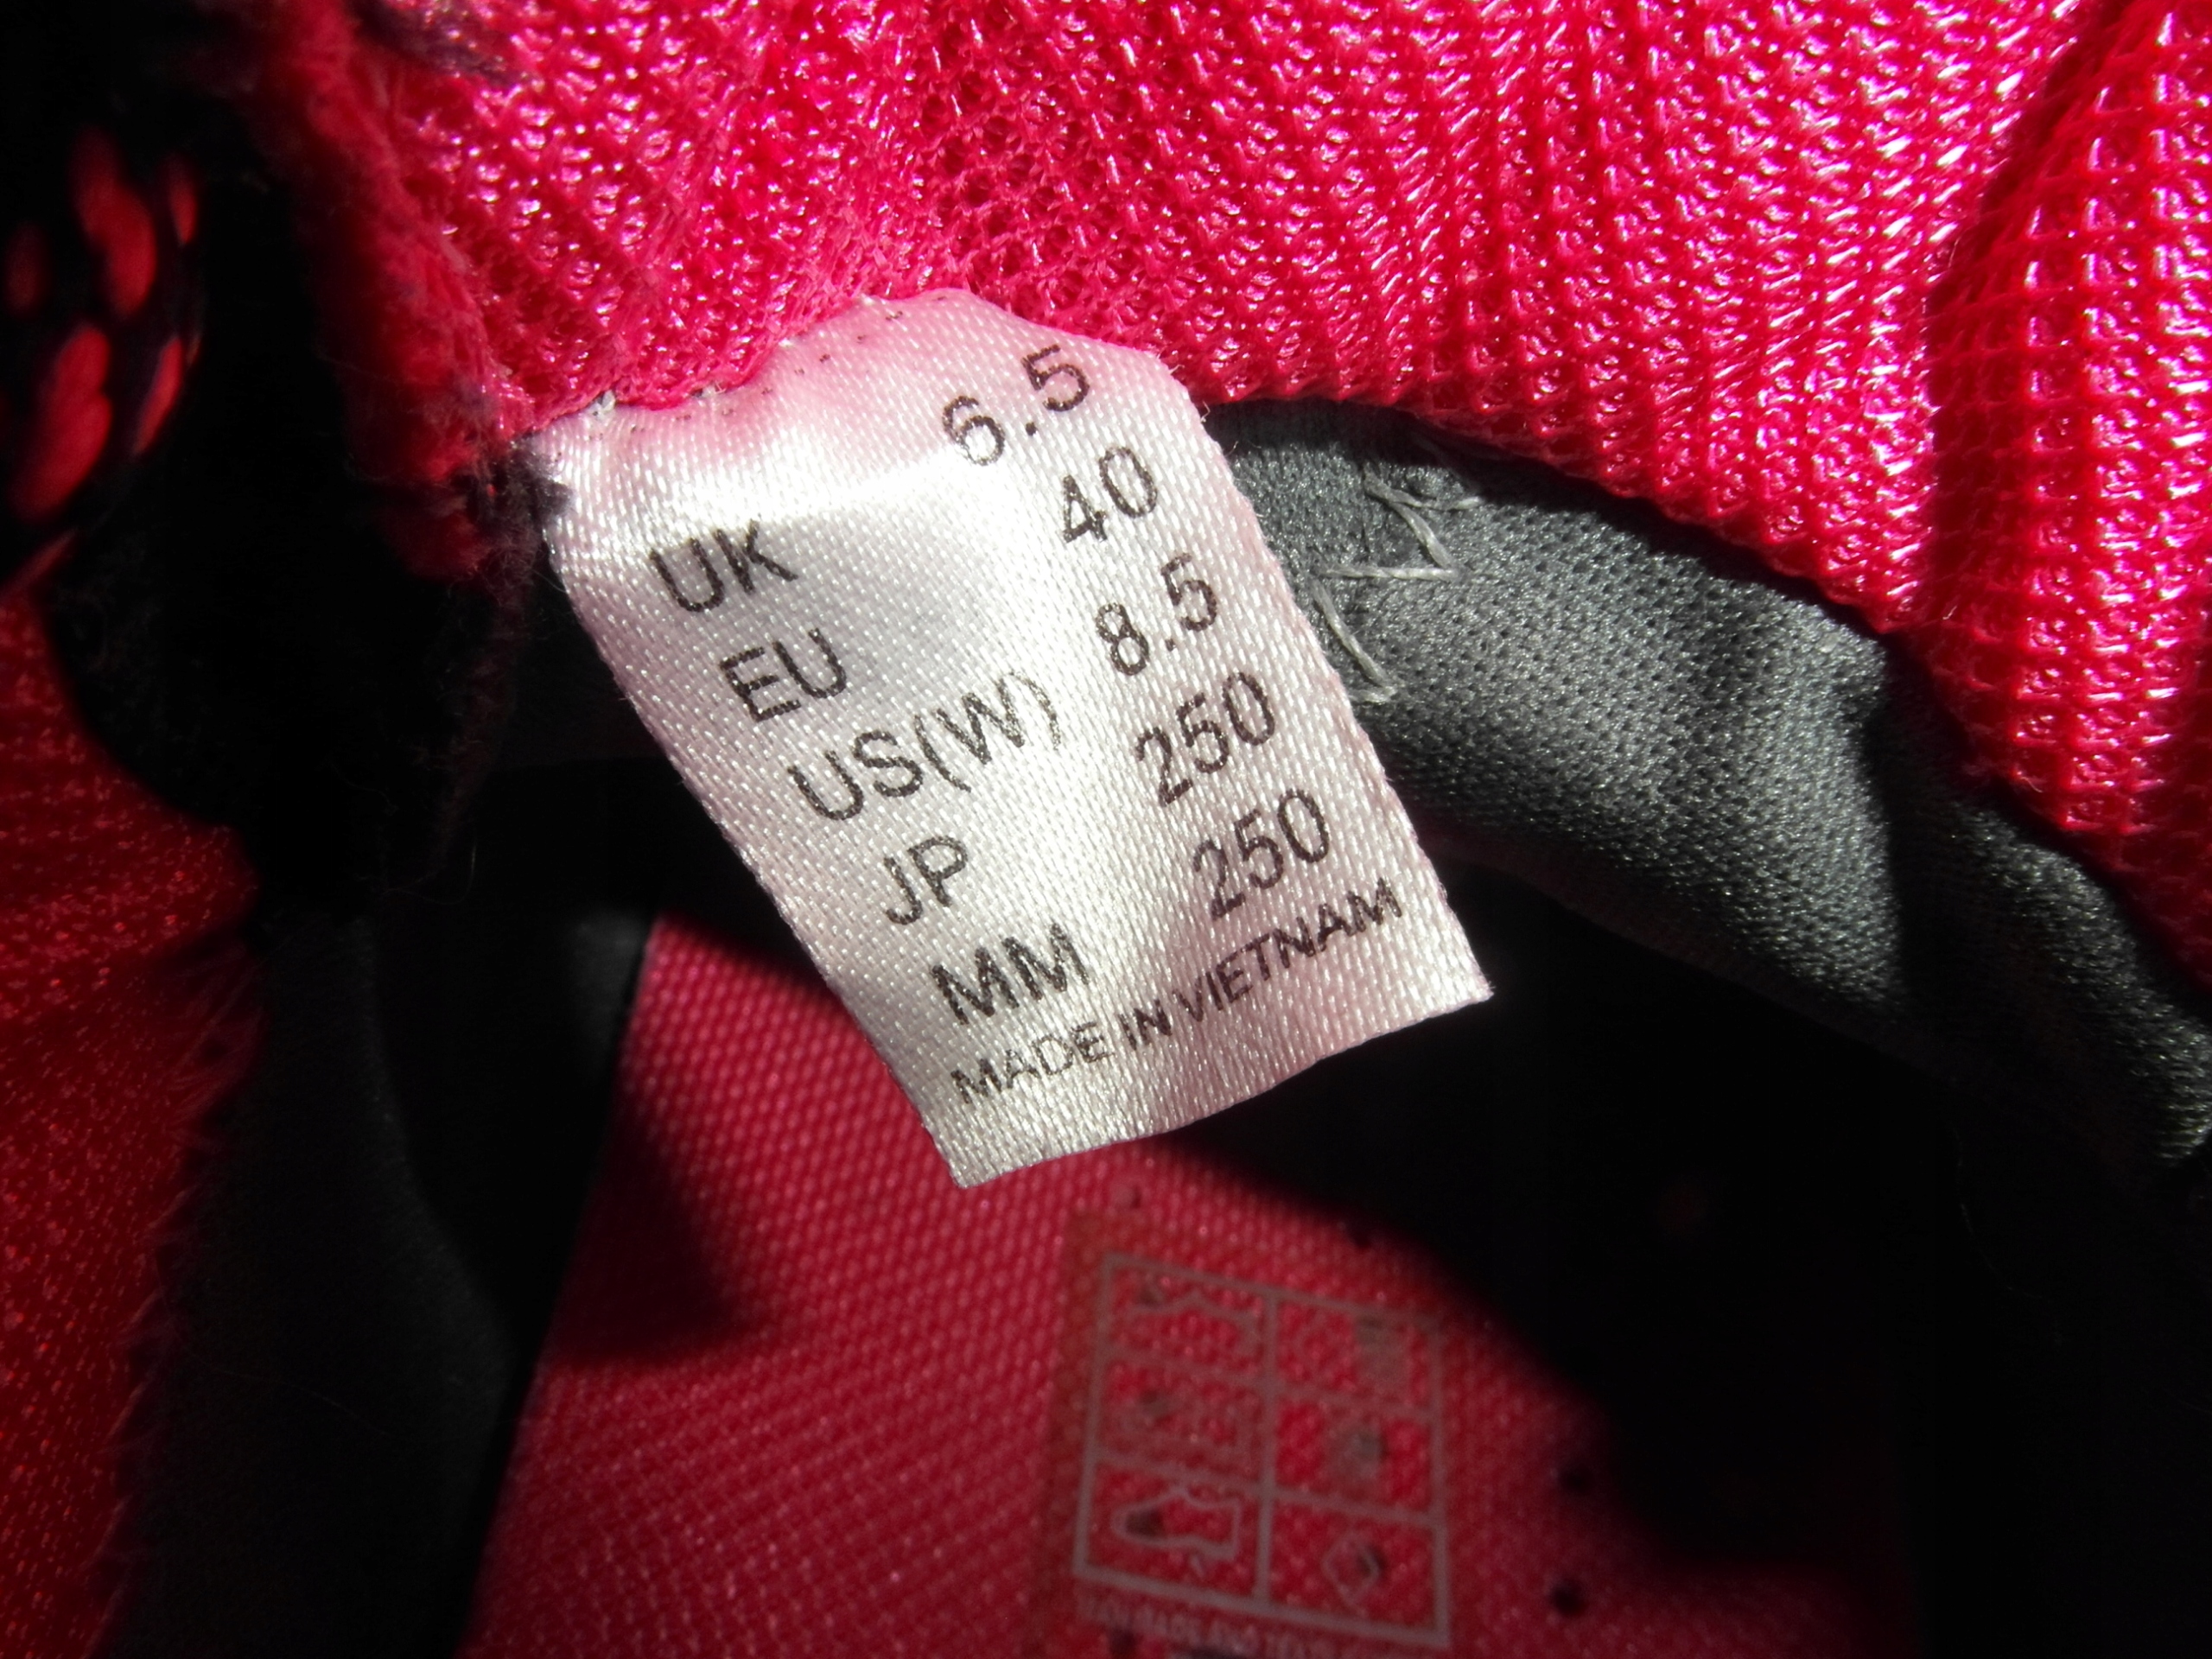 UK 6.5
EU 40
US(W) 8.5
JP 250
MM 250
MADE IN VIETNAM